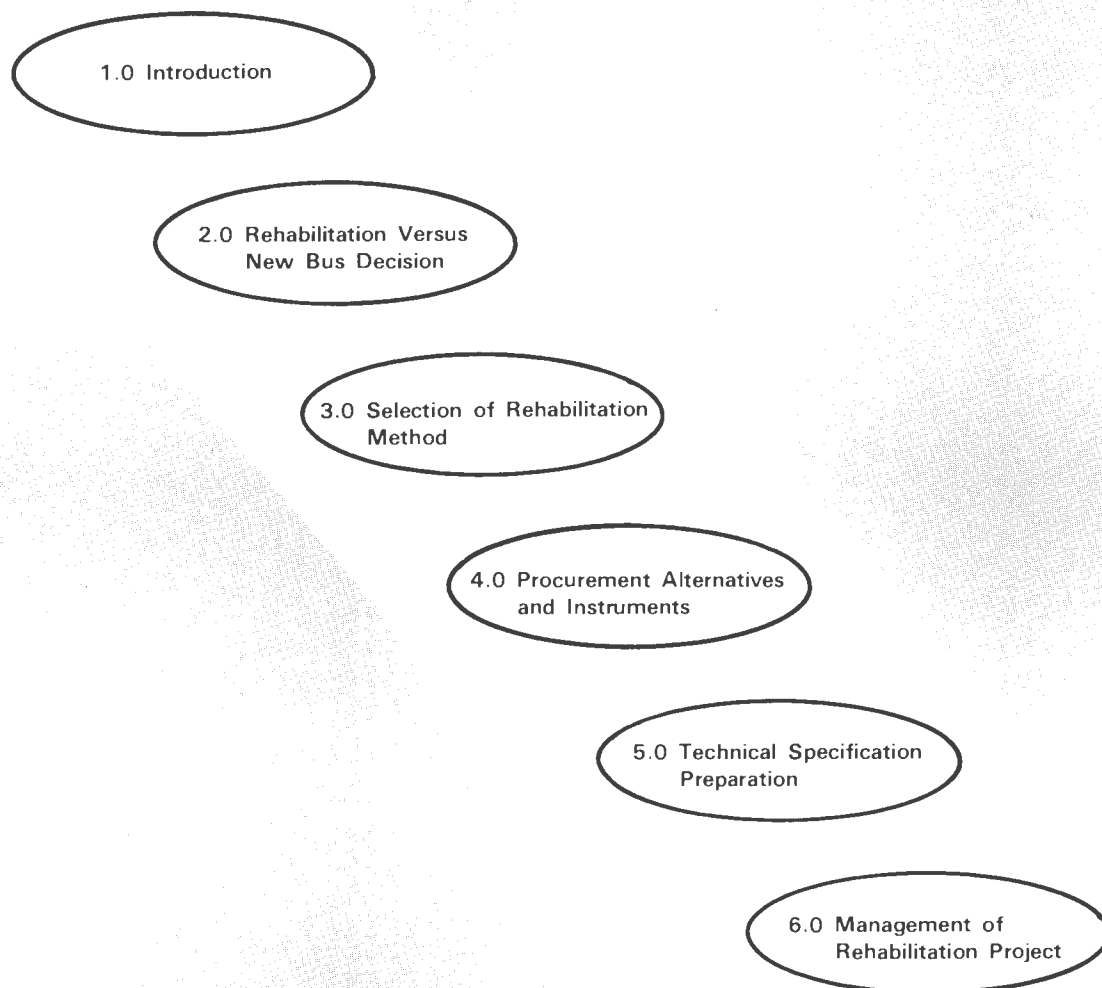 1.0 Introduction
2.0 Rehabilitation Versus
New Bus Decision
3.0 Selection of Rehabilitation
Method
4.0 Procurement Alternatives
and Instruments
5.0 Technical Specification
Preparation
6.0 Management of
Rehabilitation Project